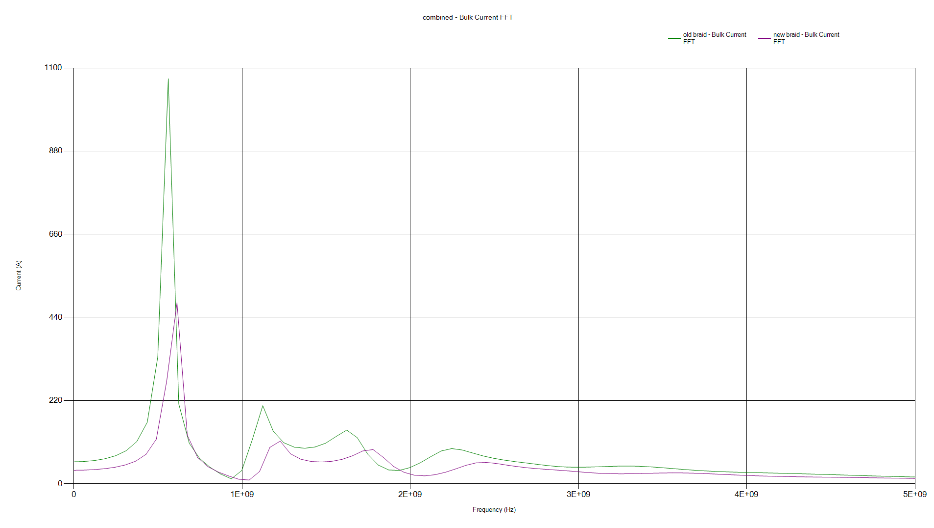 combined - Bulk Current FFT
old braid - Bulk Current
FFT
new braid - Bulk Current
FFT
1100
880
660
440
220
0
Current (A)
0
1E+09
2E+09
3E+09
4E+09
5E+09
Frequency (Hz)